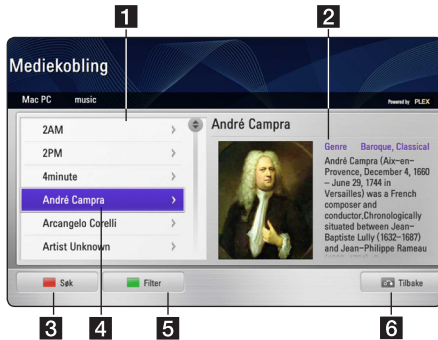 1
2
Mediekobling
Mac PC music
Powered by PLEX
2AM
2PM
4minute
André Campra
Arcangelo Corelli
Artist Unknown
André Campra
Genre Baroque, Classical
André Campra (Aix-en-
Provence, December 4, 1660
– June 29, 1744 in
Versailles) was a French
composer and
conductor.Chronologically
situated between Jean-
Baptiste Lully (1632-1687)
and Jean-Philippe Rameau
Søk
Filter
Tilbake
3
4
5
6